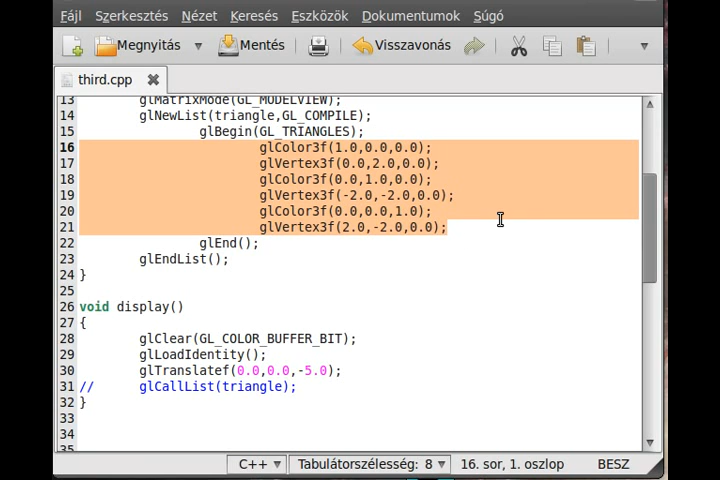 Fájl Szerkesztés Nézet Keresés Eszközök Dokumentumok Súgó
Megnyitás Mentés Visszavonás
third.cpp
13 glMatrixMode(GL_MODELVIEW);
14 glNewList(triangle,GL_COMPILE);
15 glBegin(GL_TRIANGLES);
16 glColor3f(1.0,0.0,0.0);
17 glVertex3f(0.0,2.0,0.0);
18 glColor3f(0.0,1.0,0.0);
19 glVertex3f(-2.0,-2.0,0.0);
20 glColor3f(0.0,0.0,1.0);
21 glVertex3f(2.0,-2.0,0.0);
22 glEnd();
23 glEndList();
24 }
25
26 void display()
27 {
28 glClear(GL_COLOR_BUFFER_BIT);
29 glLoadIdentity();
30 glTranslatef(0.0,0.0,-5.0);
31 // glCallList(triangle);
32 }
33
34
35
C++ Tabulátorszélesség: 8 16. sor, 1. oszlop BESZ